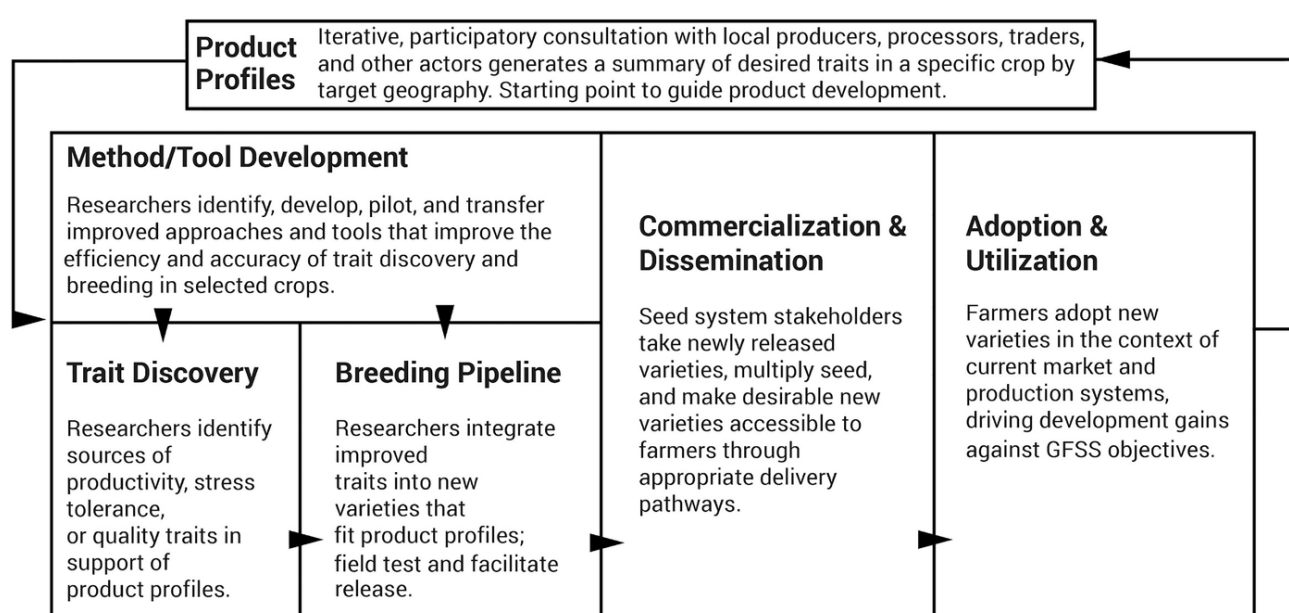 Product
Profiles
Iterative, participatory consultation with local producers, processors, traders,
and other actors generates a summary of desired traits in a specific crop by
target geography. Starting point to guide product development.
Method/Tool Development
Researchers identify, develop, pilot, and transfer
improved approaches and tools that improve the
efficiency and accuracy of trait discovery and
breeding in selected crops.
Trait Discovery
Researchers identify
sources of
productivity, stress
tolerance,
or quality traits in
support of
product profiles.
Breeding Pipeline
Researchers integrate
improved
traits into new
varieties that
fit product profiles;
field test and facilitate
release.
Commercialization &
Dissemination
Seed system stakeholders
take newly released
varieties, multiply seed,
and make desirable new
varieties accessible to
farmers through
appropriate delivery
pathways.
Adoption &
Utilization
Farmers adopt new
varieties in the context of
current market and
production systems,
driving development gains
against GFSS objectives.